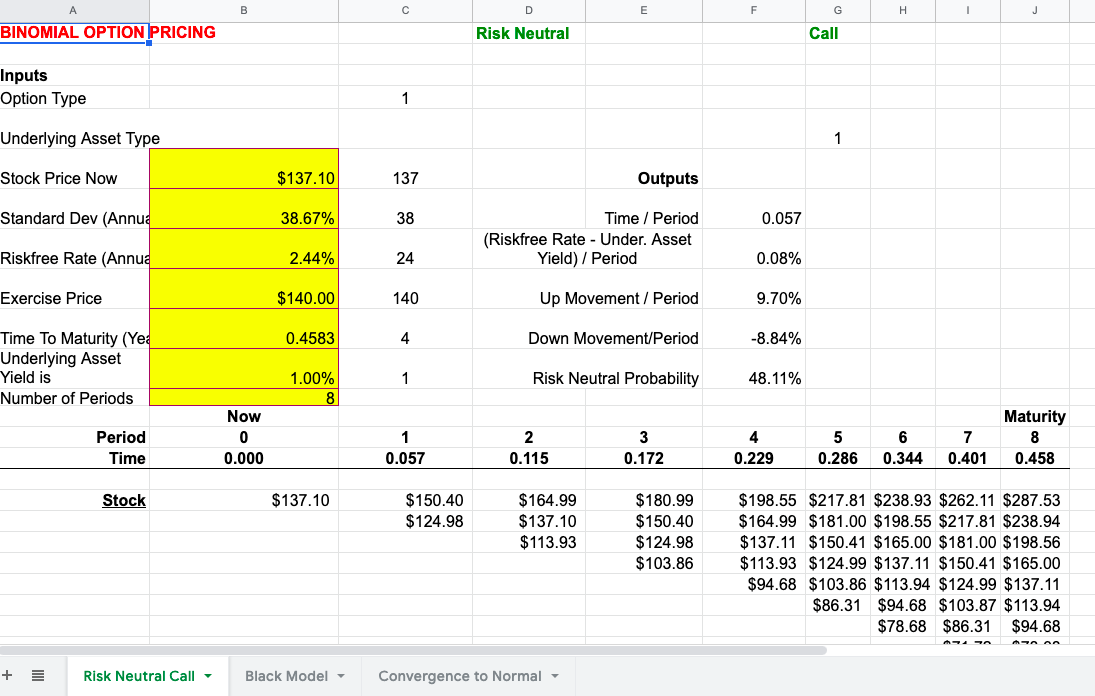 A B C D E F G H I J
BINOMIAL OPTION PRICING Risk Neutral Call
Inputs
Option Type 1
Underlying Asset Type 1
Stock Price Now $137.10 137 Outputs
Standard Dev (Annua 38.67% 38 Time / Period 0.057
Riskfree Rate (Annua 2.44% 24 (Riskfree Rate - Under. Asset
Yield) / Period 0.08%
Exercise Price $140.00 140 Up Movement / Period 9.70%
Time To Maturity (Yea 0.4583 4 Down Movement/Period -8.84%
Underlying Asset
Yield is 1.00% 1 Risk Neutral Probability 48.11%
Number of Periods 8
Now Maturity
Period 0 1 2 3 4 5 6 7 8
Time 0.000 0.057 0.115 0.172 0.229 0.286 0.344 0.401 0.458
Stock $137.10 $150.40 $164.99 $180.99 $198.55 $217.81 $238.93 $262.11 $287.53
$124.98 $137.10 $150.40 $164.99 $181.00 $198.55 $217.81 $238.94
$113.93 $124.98 $137.11 $150.41 $165.00 $181.00 $198.56
$103.86 $113.93 $124.99 $137.11 $150.41 $165.00
$94.68 $103.86 $113.94 $124.99 $137.11
$86.31 $94.68 $103.87 $113.94
$78.68 $86.31 $94.68
Risk Neutral Call Black Model Convergence to Normal